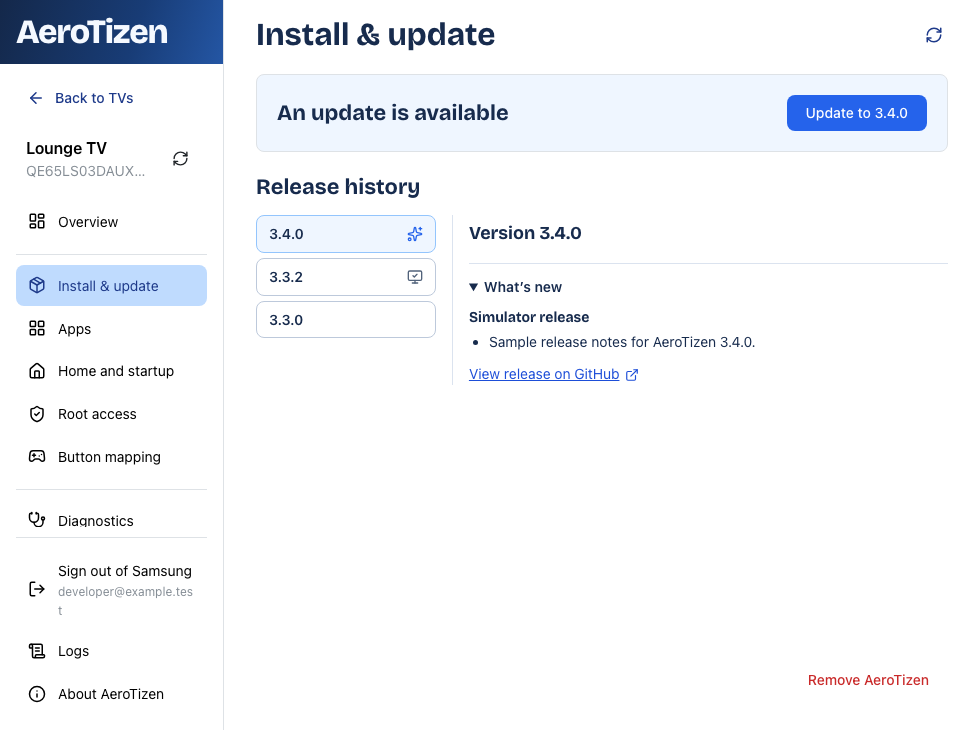 AeroTizen
Back to TVs
Lounge TV
QE65LS03DAUX...
Overview
Install & update
Apps
Home and startup
Root access
Button mapping
Diagnostics
Sign out of Samsung
developer@example.tes
t
Logs
About AeroTizen
Install & update
An update is available
Update to 3.4.0
Release history
3.4.0
3.3.2
3.3.0
Version 3.4.0
What’s new
Simulator release
Sample release notes for AeroTizen 3.4.0.
View release on GitHub
Remove AeroTizen